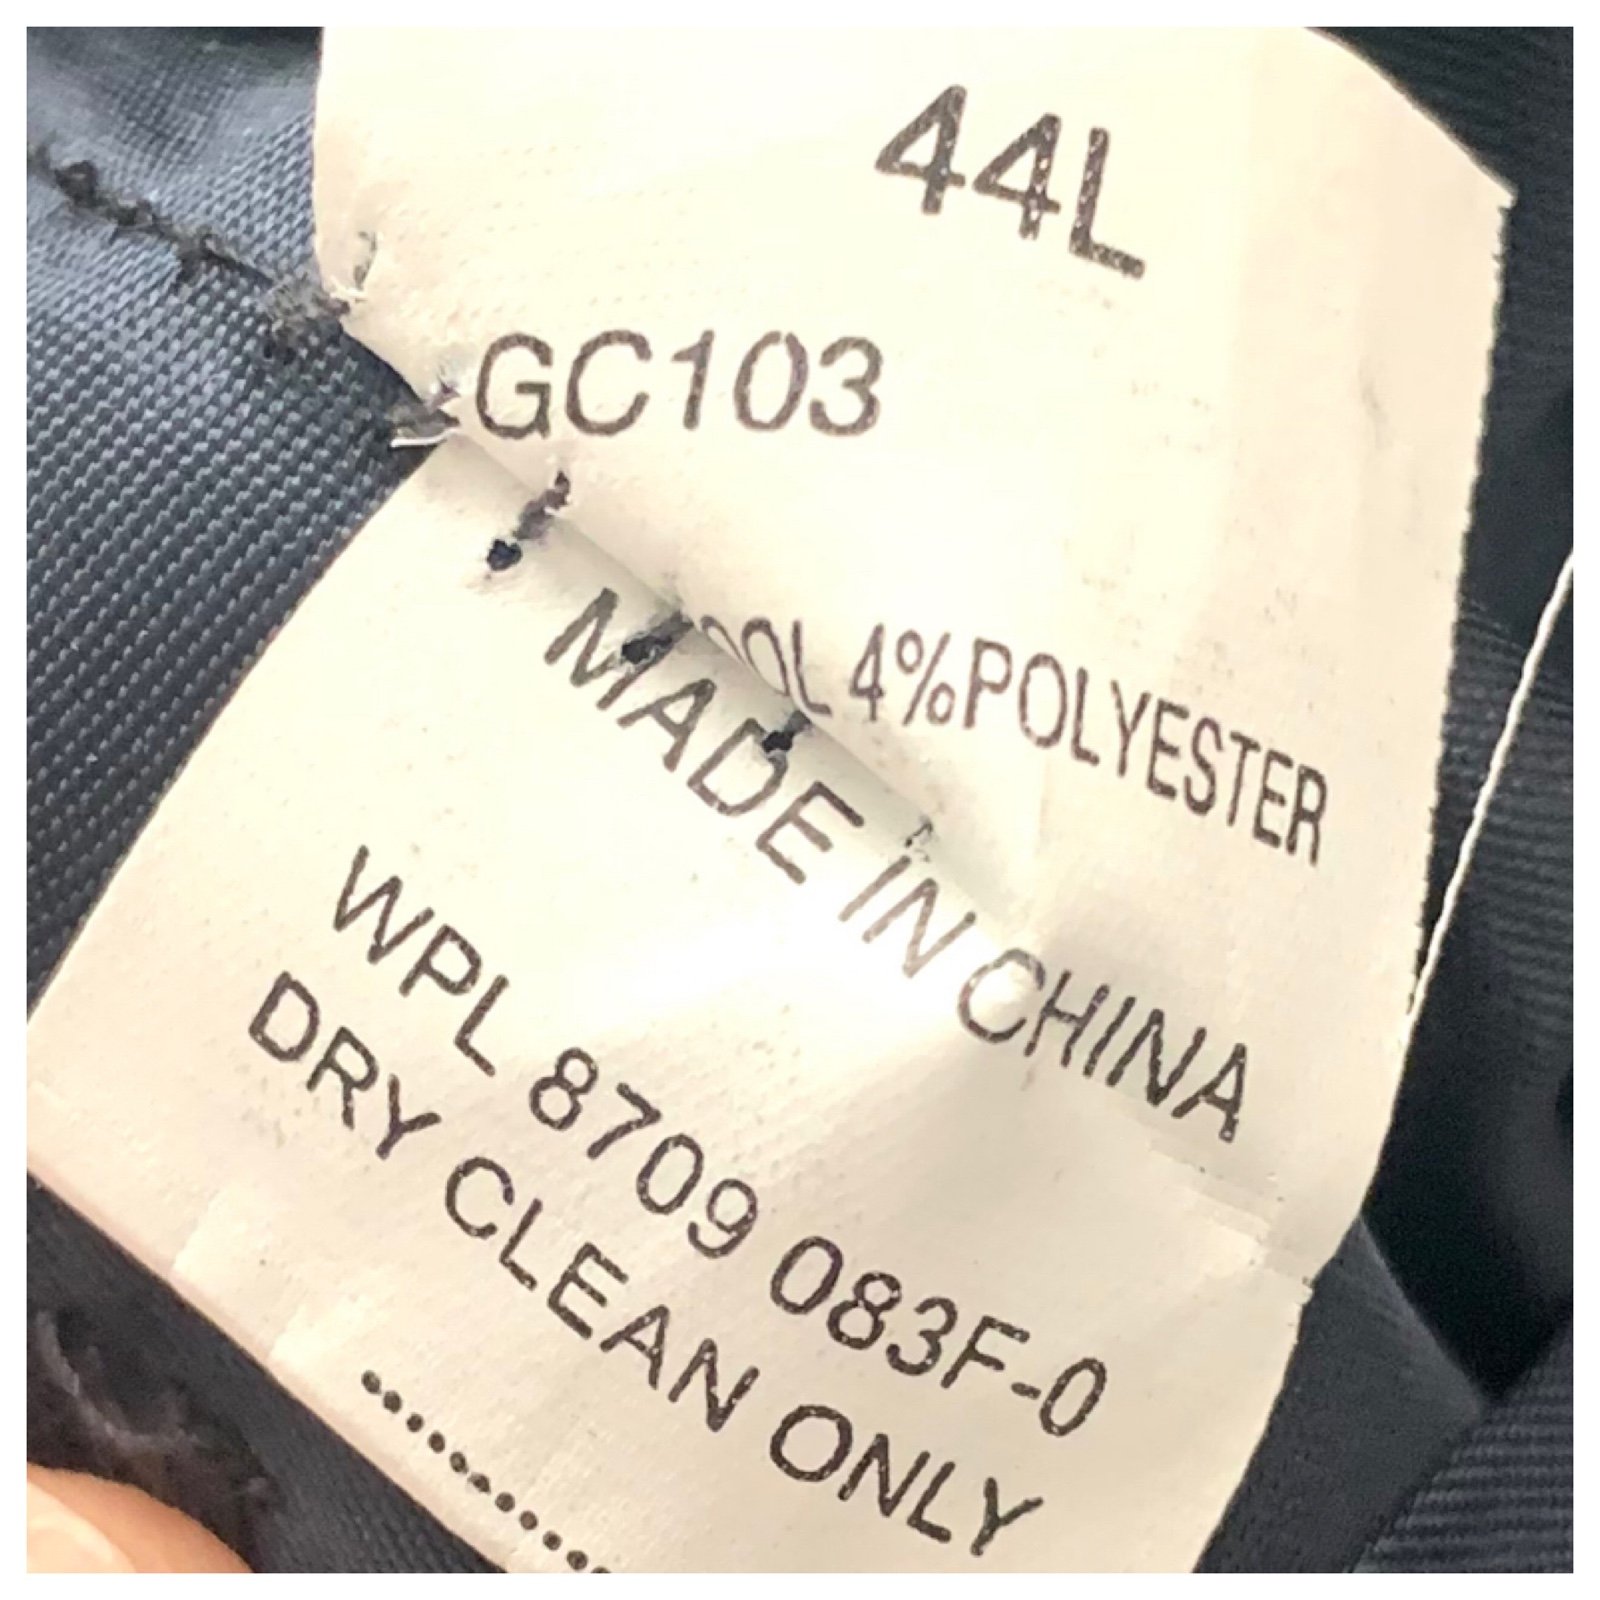 44L
GC103
4%POLYESTER
MADE IN CHINA
WPL 8709 083F-0
DRY CLEAN ONLY